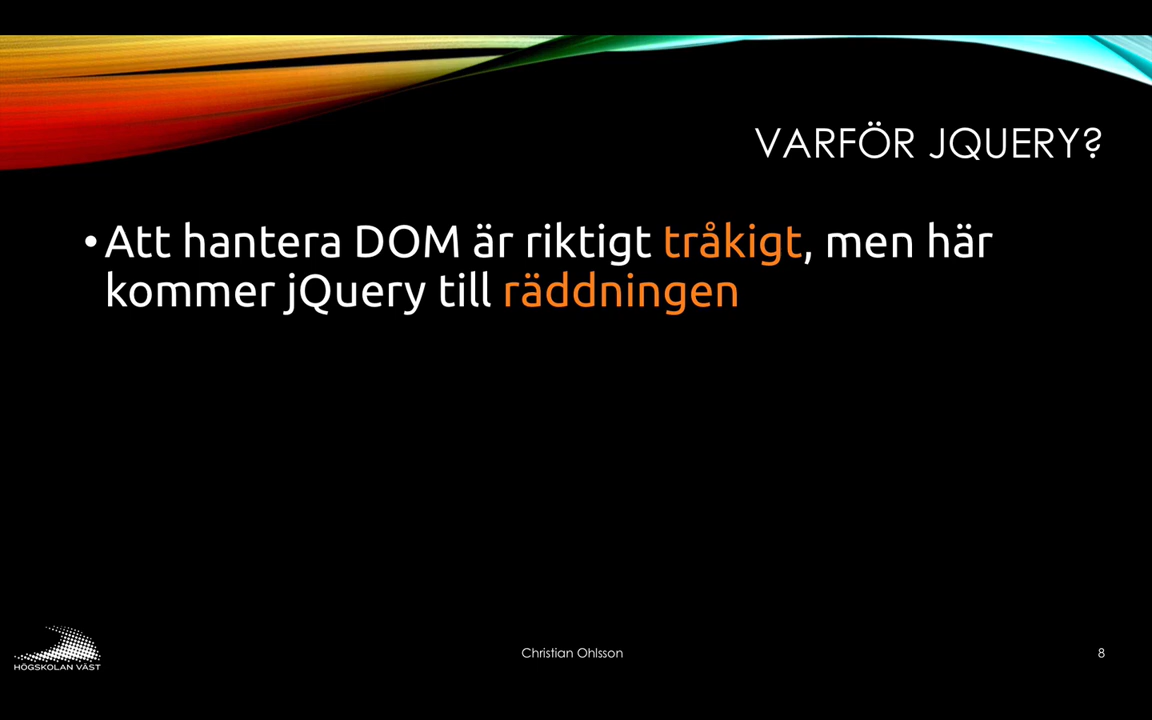 VARFÖR JQUERY?
•Att hantera DOM är riktigt tråkigt, men här
kommer jQuery till räddningen
HÖGSKOLAN VÄST
Christian Ohlsson
8